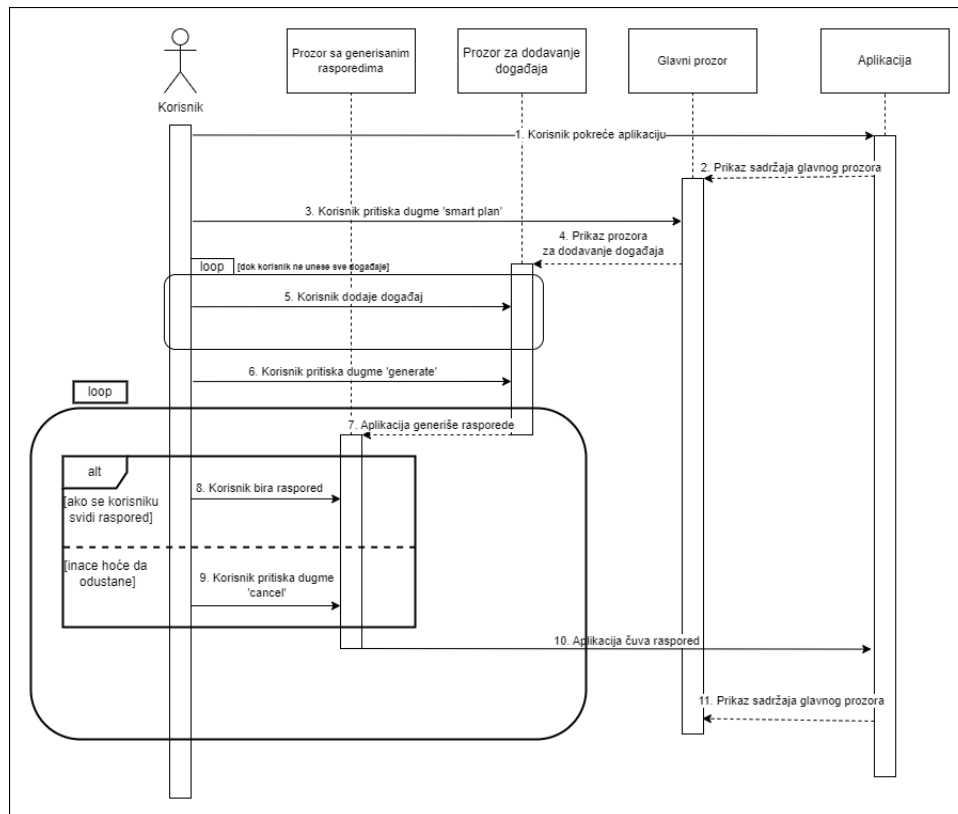 Prozor sa generisanim
rasporedima
Prozor za dodavanje
događaja
Glavni prozor
Aplikacija
Korisnik
1. Korisnik pokreće aplikaciju
2. Prikaz sadržaja glavnog prozora
3. Korisnik pritiska dugme 'smart plan'
4. Prikaz prozora
za dodavanje događaja
loop
[dok korisnik ne unese sve događaje]
5. Korisnik dodaje događaj
6. Korisnik pritiska dugme 'generate'
loop
7. Aplikacija generiše rasporede
alt
[ako se korisniku
svidi raspored]
8. Korisnik bira raspored
[inace hoće da
odustane]
9. Korisnik pritiska dugme
'cancel'
10. Aplikacija čuva raspored
11. Prikaz sadržaja glavnog prozora